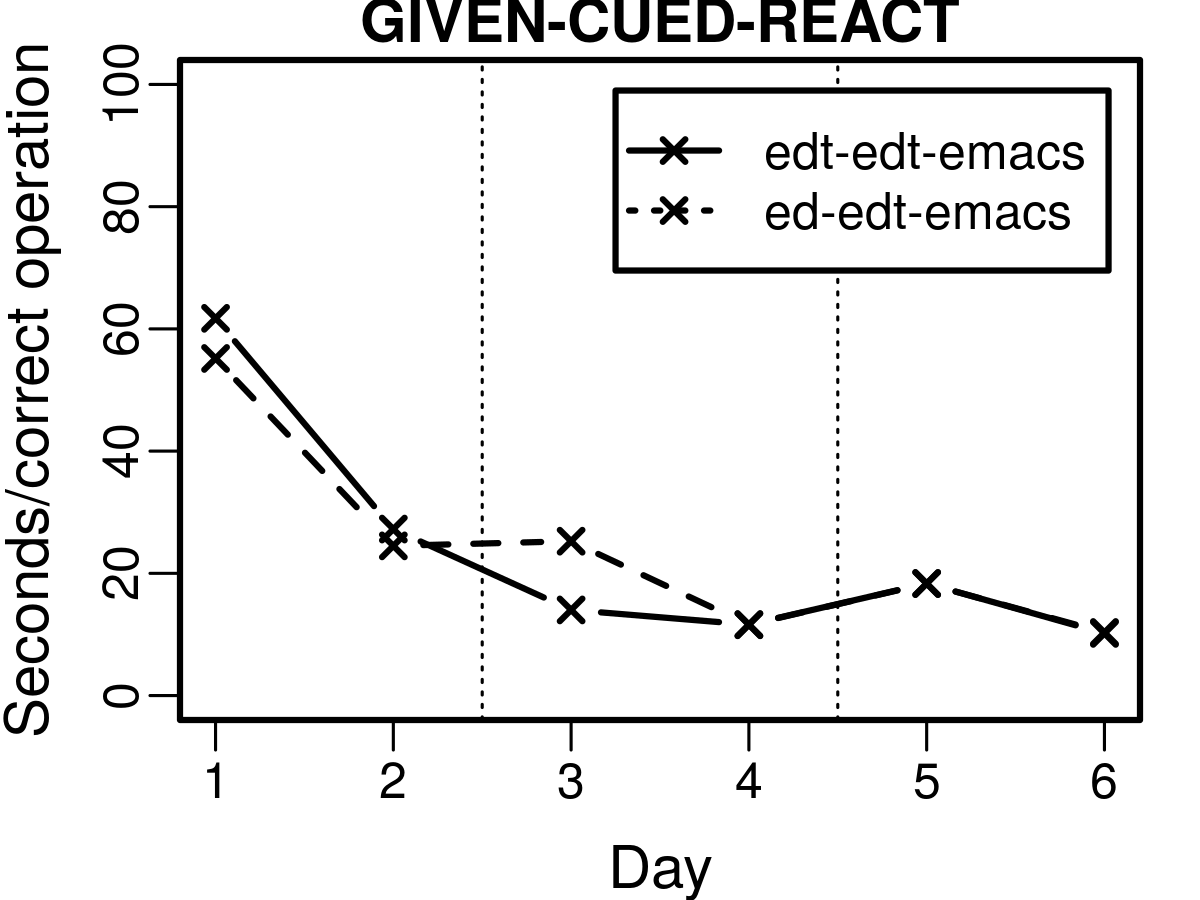 GIVEN-CUED-REACT
Seconds/correct operation
100
80
60
40
20
0
edt-edt-emacs
ed-edt-emacs
1 2 3 4 5 6
Day